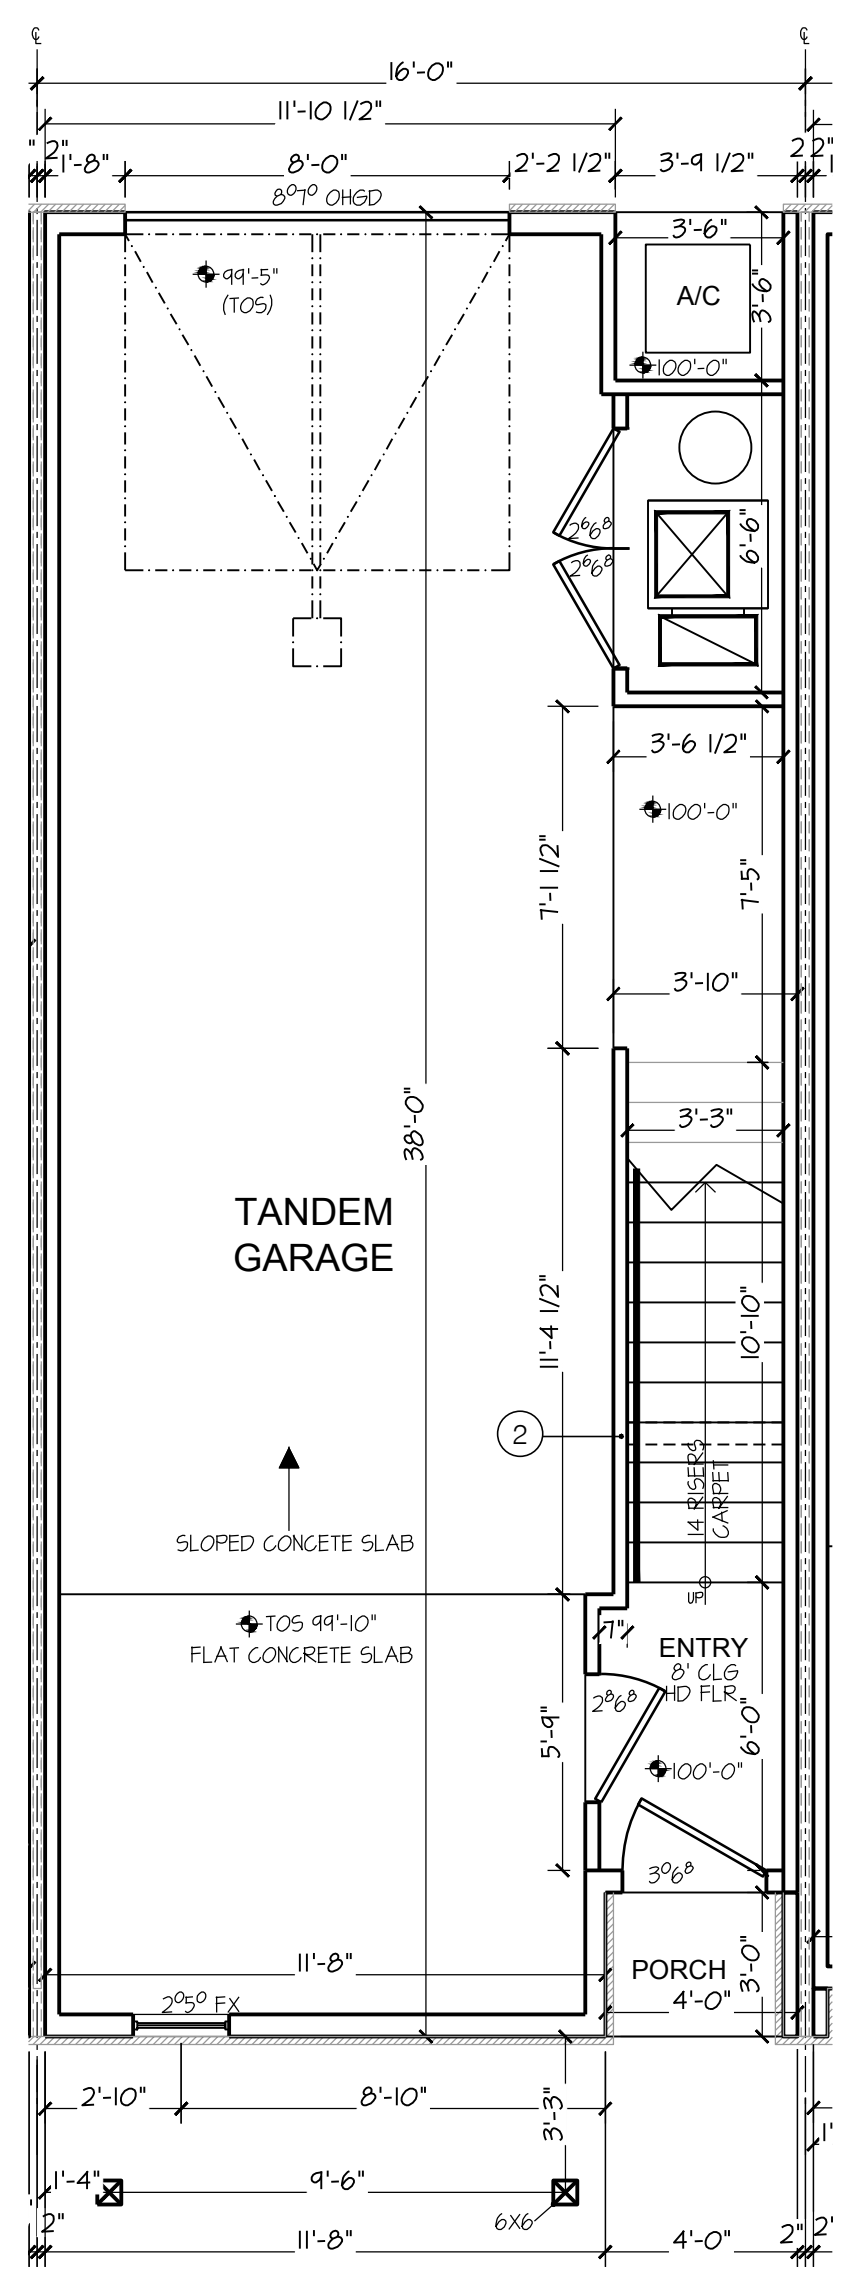 ℄ ℄
16'-0"
11'-10 1/2"
" 2" 1'-8" 8'-0" 2'-2 1/2" 3'-9 1/2" 2 2"
8⁰7⁰ OHGD
3'-6"
99'-5"
(TOS)
A/C
3'-6"
100'-0"
2⁶6⁸
2⁶6⁸
6'-6"
3'-6 1/2"
100'-0"
7'-1 1/2"
7'-5"
3'-10"
38'-0"
3'-3"
TANDEM
GARAGE
11'-4 1/2"
10'-10"
2
14 RISERS
CARPET
SLOPED CONCETE SLAB
UP
TOS 99'-10"
FLAT CONCRETE SLAB
7"
ENTRY
8' CLG
HD FLR
2⁸6⁸
5'-9"
6'-0"
100'-0"
3⁰6⁸
11'-8"
PORCH
3'-0"
2⁰5⁰ FX
4'-0"
2'-10" 8'-10"
3'-3"
1'-4" 9'-6"
6X6
2" 11'-8" 4'-0" 2" 2'